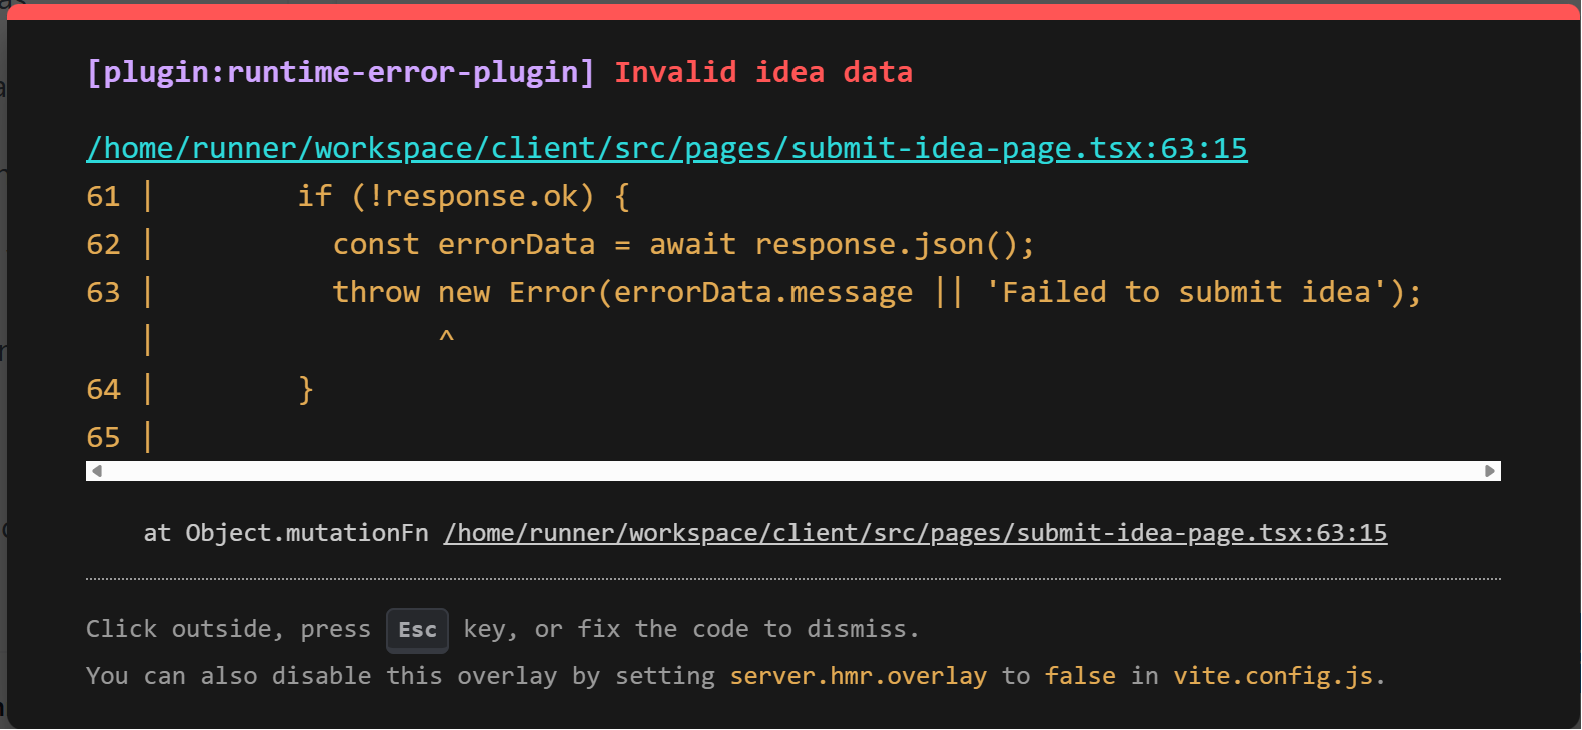 [plugin:runtime-error-plugin] Invalid idea data
/home/runner/workspace/client/src/pages/submit-idea-page.tsx:63:15
61 |        if (!response.ok) {
62 |          const errorData = await response.json();
63 |          throw new Error(errorData.message || 'Failed to submit idea');
   |                ^
64 |        }
65 |
at Object.mutationFn /home/runner/workspace/client/src/pages/submit-idea-page.tsx:63:15
Click outside, press Esc key, or fix the code to dismiss.
You can also disable this overlay by setting server.hmr.overlay to false in vite.config.js.